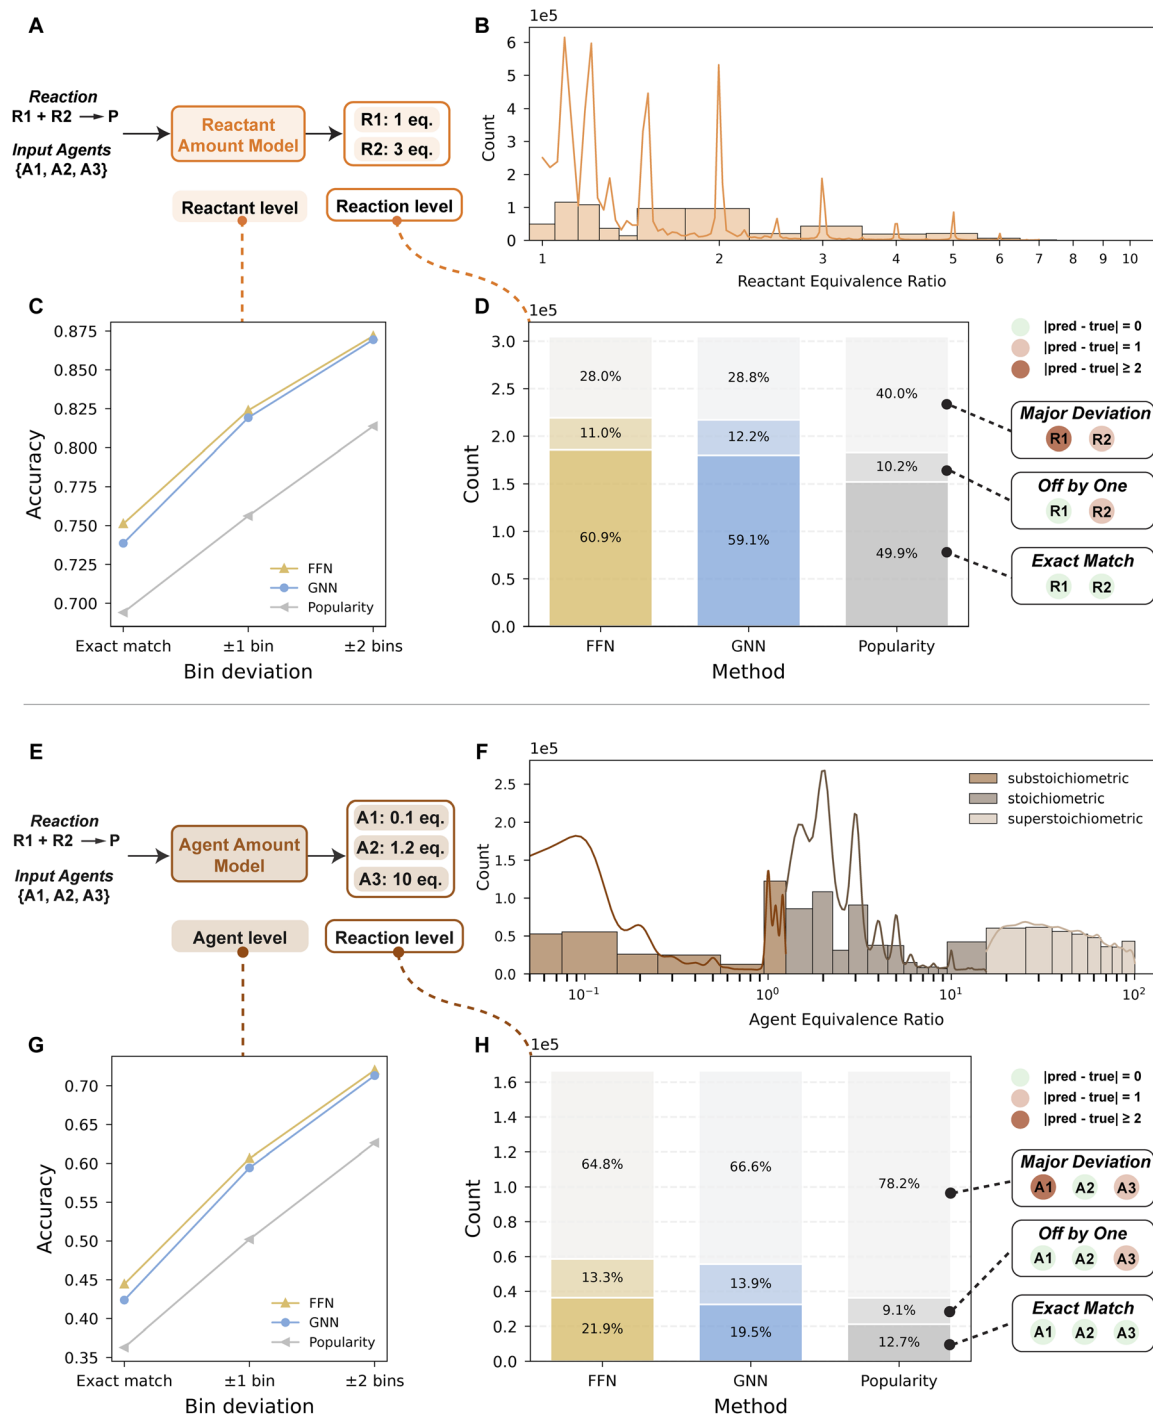 A
Reaction
R1 + R2 → P
Input Agents
{A1, A2, A3}
Reactant
Amount Model
R1: 1 eq.
R2: 3 eq.
Reactant level
Reaction level
B
1e5
Count
6
5
4
3
2
1
0
1
2
3
4
5
6
7
8
9
10
Reactant Equivalence Ratio
C
Accuracy
0.875
0.850
0.825
0.800
0.775
0.750
0.725
0.700
FFN
GNN
Popularity
Exact match
±1 bin
±2 bins
Bin deviation
D
1e5
Count
3.0
2.5
2.0
1.5
1.0
0.5
0.0
28.0%
28.8%
40.0%
11.0%
12.2%
10.2%
60.9%
59.1%
49.9%
FFN
GNN
Popularity
Method
|pred - true| = 0
|pred - true| = 1
|pred - true| ≥ 2
Major Deviation
R1 R2
Off by One
R1 R2
Exact Match
R1 R2
E
Reaction
R1 + R2 → P
Input Agents
{A1, A2, A3}
Agent Amount
Model
A1: 0.1 eq.
A2: 1.2 eq.
A3: 10 eq.
Agent level
Reaction level
F
1e5
Count
2.5
2.0
1.5
1.0
0.5
0.0
substoichiometric
stoichiometric
superstoichiometric
10⁻¹
10⁰
10¹
10²
Agent Equivalence Ratio
G
Accuracy
0.70
0.65
0.60
0.55
0.50
0.45
0.40
0.35
FFN
GNN
Popularity
Exact match
±1 bin
±2 bins
Bin deviation
H
1e5
Count
1.6
1.4
1.2
1.0
0.8
0.6
0.4
0.2
0.0
64.8%
66.6%
78.2%
13.3%
13.9%
9.1%
21.9%
19.5%
12.7%
FFN
GNN
Popularity
Method
|pred - true| = 0
|pred - true| = 1
|pred - true| ≥ 2
Major Deviation
A1 A2 A3
Off by One
A1 A2 A3
Exact Match
A1 A2 A3